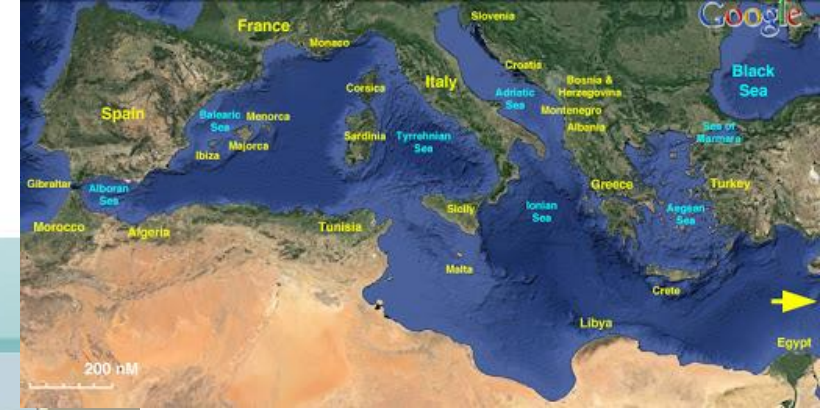 Slovenia
Google
France
Monaco
Croatia
Italy
Black
Sea
Corsica
Adriatic
Sea
Bosnia &
Herzegovina
Montenegro
Spain
Balearic
Sea
Menorca
Albania
Sea of
Marmara
Sardinia
Tyrrehnian
Sea
Ibiza
Majorca
Gibraltar
Alboran
Sea
Greece
Turkey
Sicily
Ionian
Sea
Aegean
Sea
Morocco
Algeria
Tunisia
Malta
Crete
Libya
Egypt
200 nM